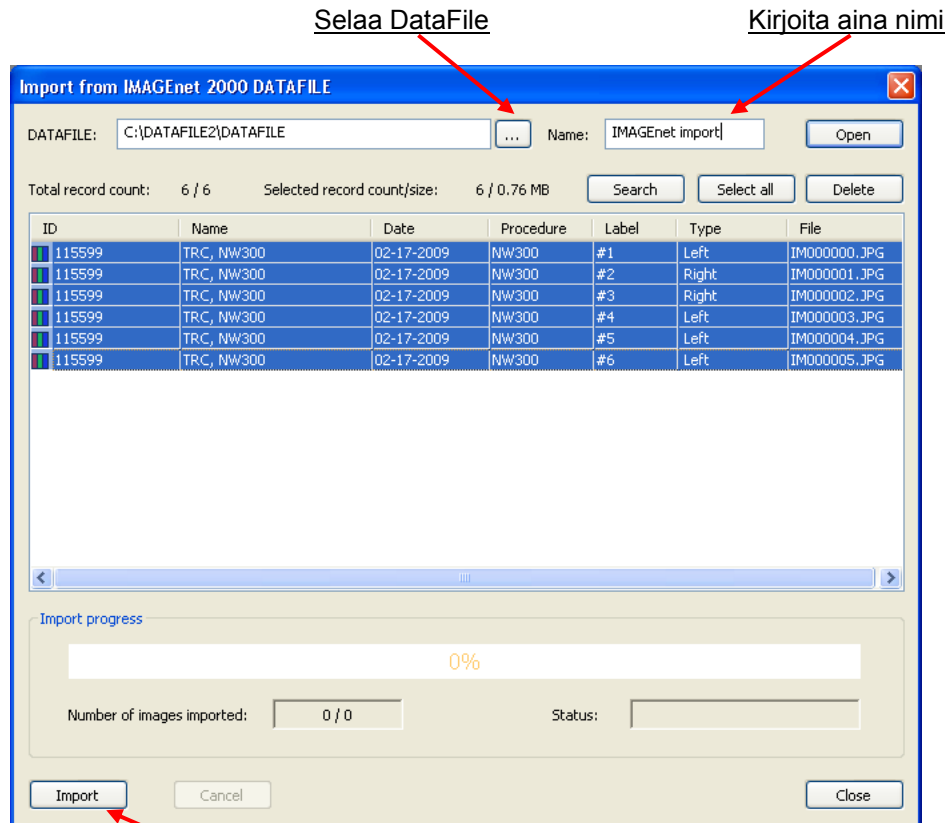 Selaa DataFile Kirjoita aina nimi
Import from IMAGEnet 2000 DATAFILE
DATAFILE: C:\DATAFILE2\DATAFILE ... Name: IMAGEnet import Open
Total record count: 6 / 6 Selected record count/size: 6 / 0.76 MB Search Select all Delete
ID Name Date Procedure Label Type File
115599 TRC, NW300 02-17-2009 NW300 #1 Left IM000000.JPG
115599 TRC, NW300 02-17-2009 NW300 #2 Right IM000001.JPG
115599 TRC, NW300 02-17-2009 NW300 #3 Right IM000002.JPG
115599 TRC, NW300 02-17-2009 NW300 #4 Left IM000003.JPG
115599 TRC, NW300 02-17-2009 NW300 #5 Left IM000004.JPG
115599 TRC, NW300 02-17-2009 NW300 #6 Left IM000005.JPG
Import progress
0%
Number of images imported: 0 / 0 Status:
Import Cancel Close